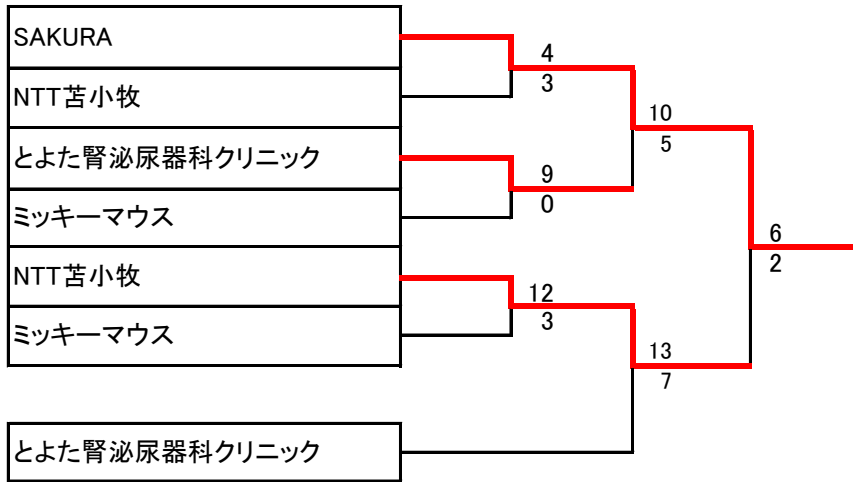 SAKURA
4
NTT苫小牧
3
10
とよた腎泌尿器科クリニック
5
9
ミッキーマウス
0
6
NTT苫小牧
2
12
ミッキーマウス
3
13
7
とよた腎泌尿器科クリニック